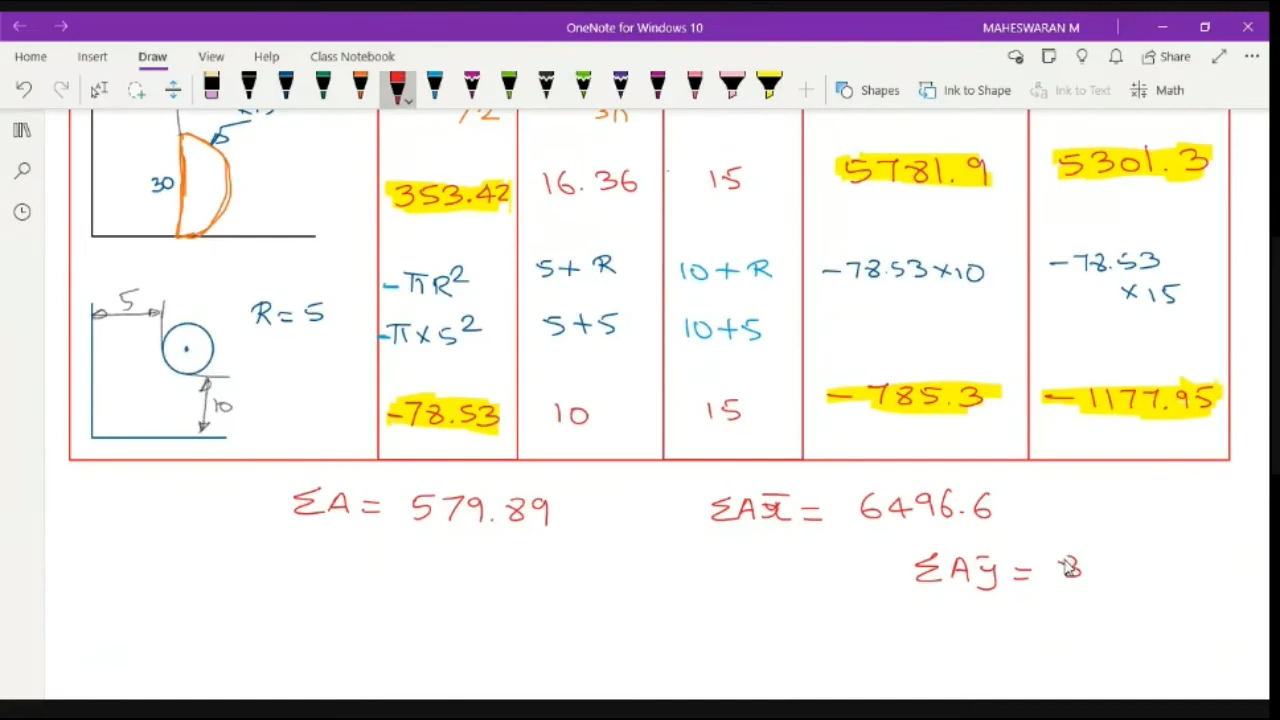 OneNote for Windows 10
MAHESWARAN M
Home Insert Draw View Help Class Notebook
Share
Shapes Ink to Shape Ink to Text Math
30
353.42 16.36 15 5781.9 5301.3
5
R = 5
-πR² 5+R 10+R -78.53×10 -78.53
×15
-π×5² 5+5 10+5
10
-78.53 10 15 -785.3 -1177.95
ΣA = 579.89 ΣAx̄ = 6496.6
ΣAȳ = 8